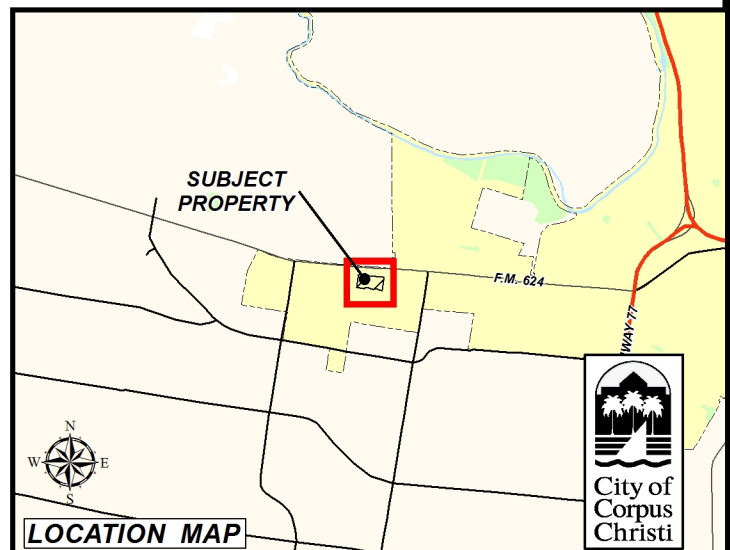 SUBJECT
PROPERTY
F.M. 624
WAY 77
N
W
E
S
City of
Corpus
Christi
LOCATION MAP